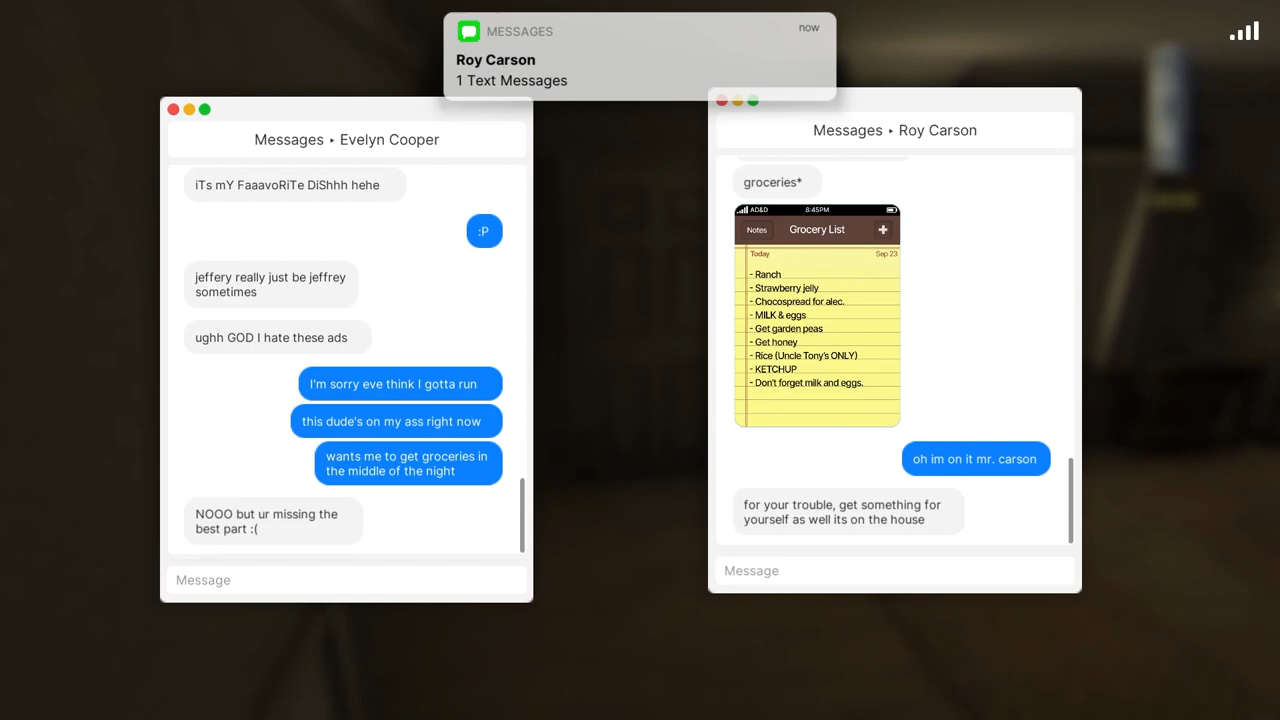 MESSAGES
now
Roy Carson
1 Text Messages
Messages ‣ Evelyn Cooper
iTs mY FaaavoRiTe DiShhh hehe
:P
jeffery really just be jeffrey
sometimes
ughh GOD I hate these ads
I'm sorry eve think I gotta run
this dude's on my ass right now
wants me to get groceries in
the middle of the night
NOOO but ur missing the
best part :(
Message
Messages ‣ Roy Carson
groceries*
AD&D 8:45PM
Notes Grocery List +
Today Sep 23
- Ranch
- Strawberry jelly
- Chocospread for alec.
- MILK & eggs
- Get garden peas
- Get honey
- Rice (Uncle Tony's ONLY)
- KETCHUP
- Don't forget milk and eggs.
oh im on it mr. carson
for your trouble, get something for
yourself as well its on the house
Message